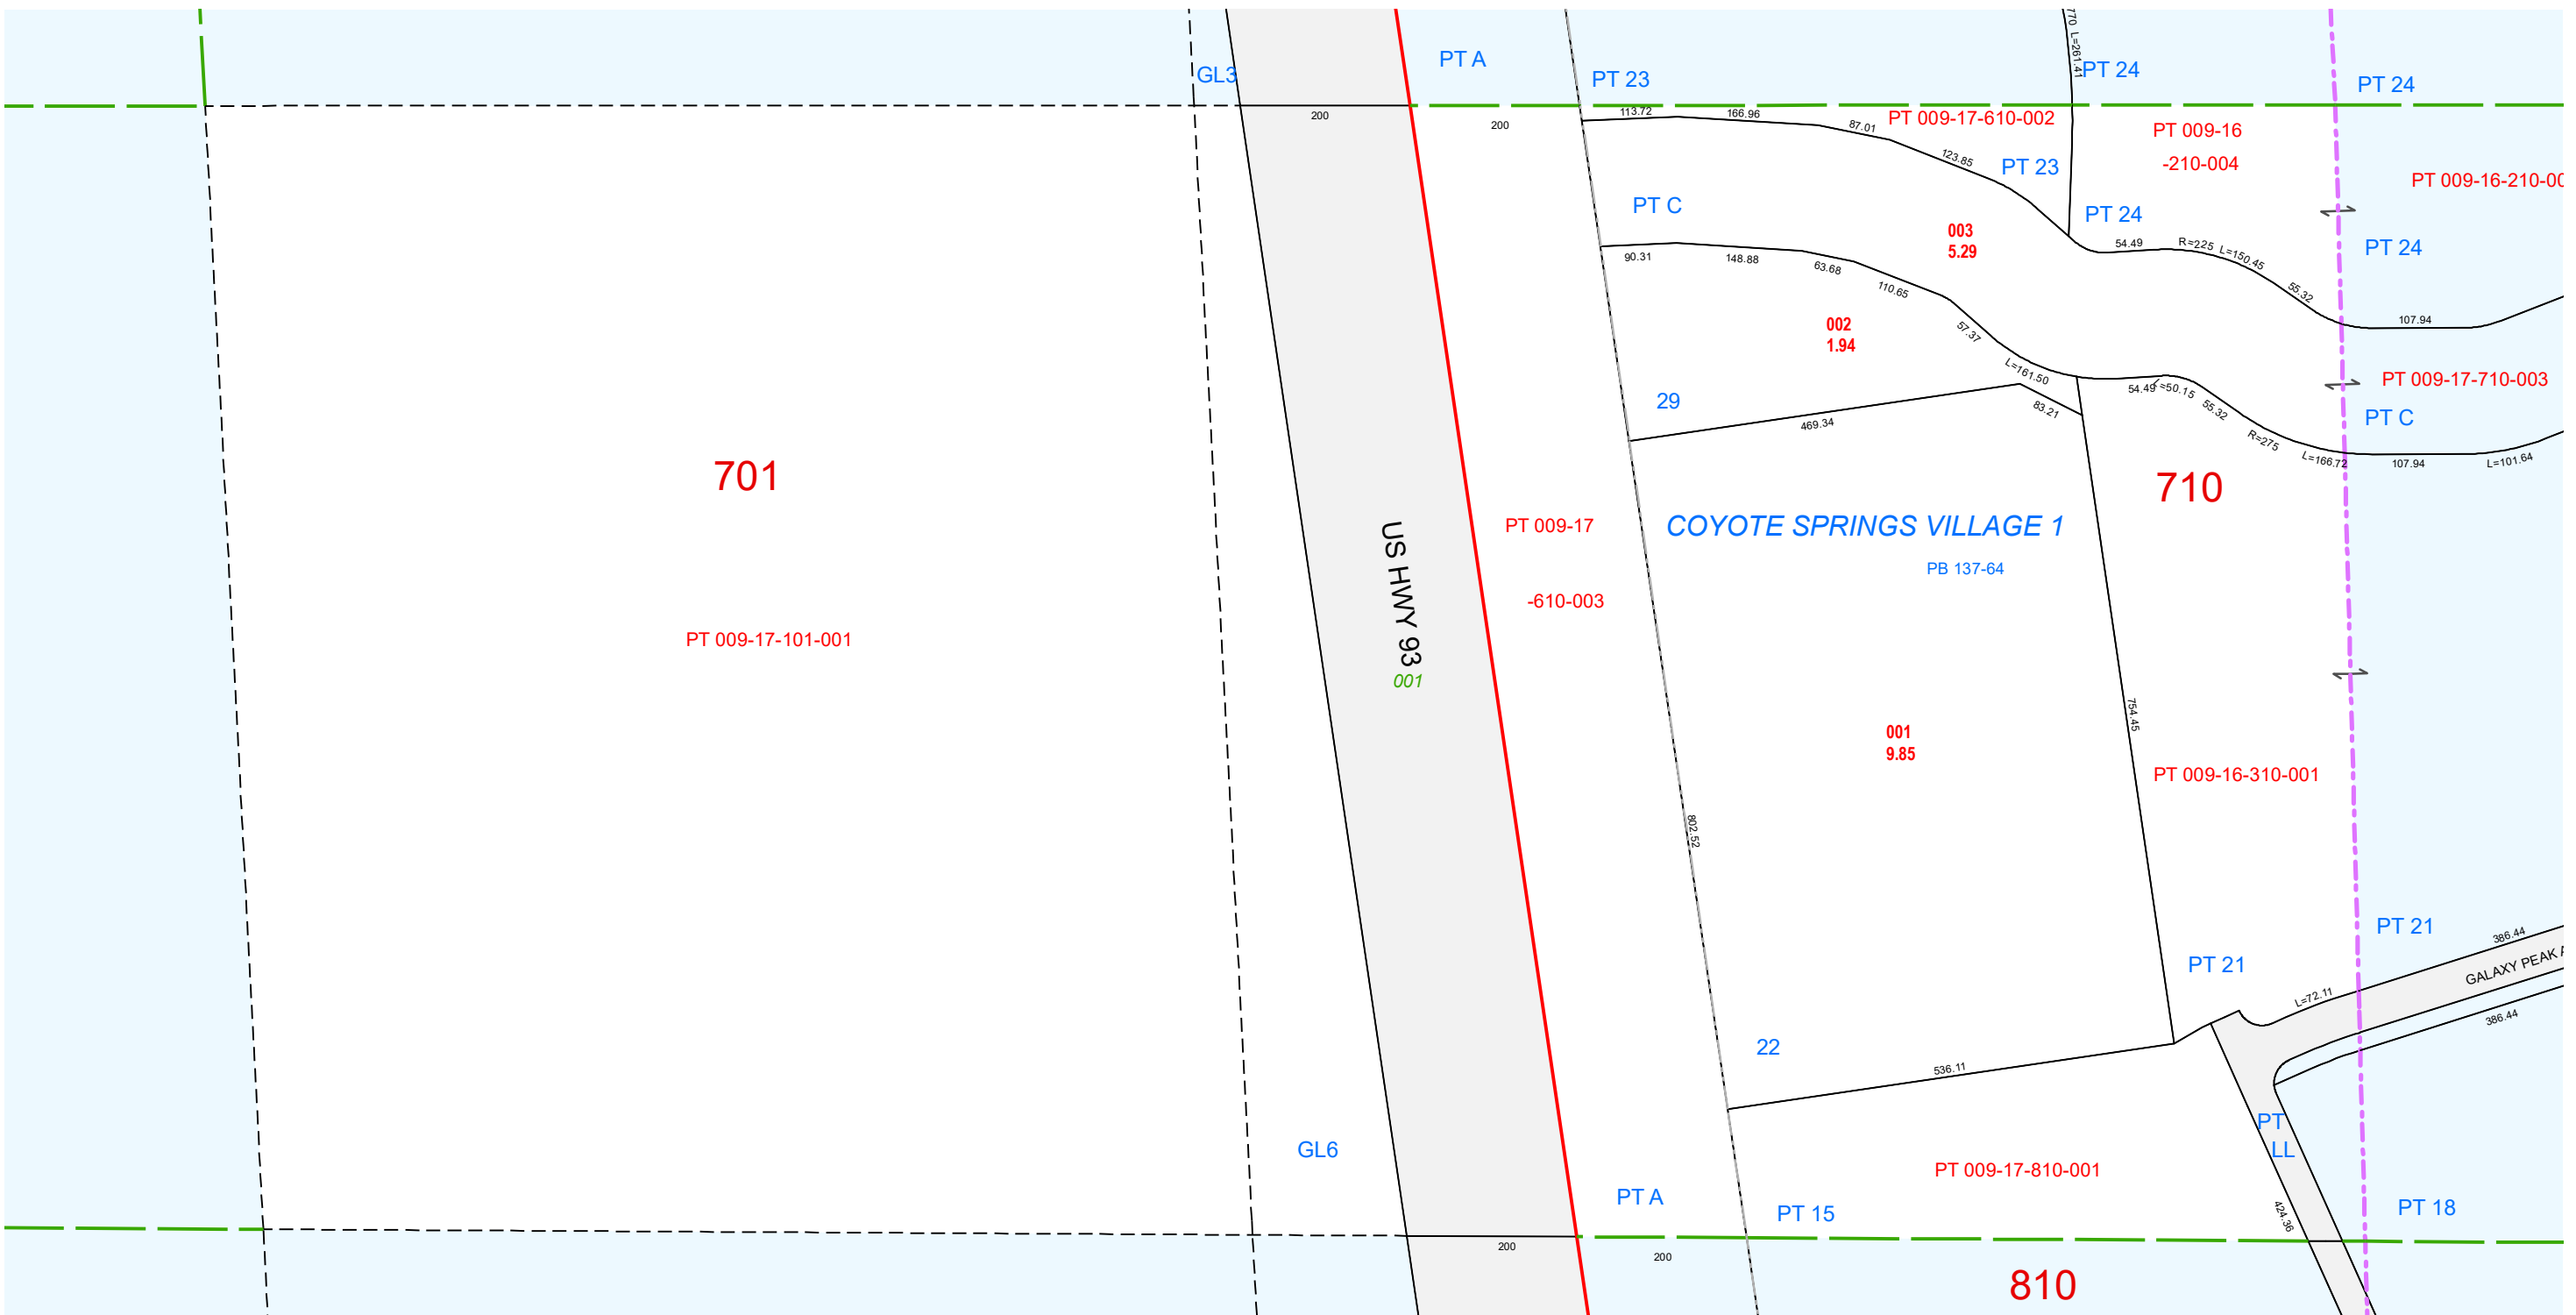 PT A
GL3
PT 23
770 L=261.41
PT 24
PT 24
200
200
113.72
166.96
87.01
PT 009-17-610-002
123.85
PT 23
PT 009-16
-210-004
PT 009-16-210-00
PT C
PT 24
003
5.29
54.49
R=225 L=150.45
PT 24
90.31
148.88
63.68
110.65
55.32
107.94
002
1.94
57.37
L=161.50
54.49
L=50.15
55.32
PT 009-17-710-003
29
83.21
469.34
PT C
R=275
L=166.72
107.94
L=101.64
701
710
PT 009-17
COYOTE SPRINGS VILLAGE 1
PB 137-64
US HWY 93
001
-610-003
PT 009-17-101-001
754.45
001
9.85
PT 009-16-310-001
802.52
PT 21
386.44
PT 21
GALAXY PEAK A
L=72.11
386.44
22
536.11
PT
LL
GL6
PT 009-17-810-001
PT A
PT 15
424.36
PT 18
200
200
810